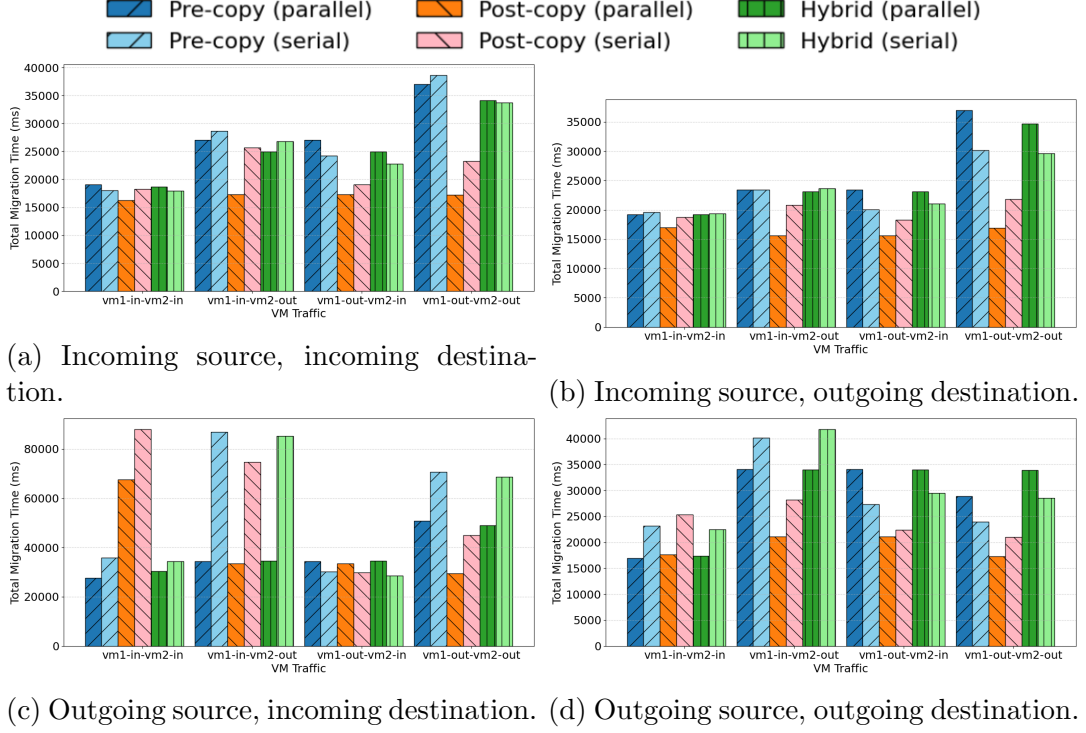 Pre-copy (parallel) Post-copy (parallel) Hybrid (parallel)
Pre-copy (serial) Post-copy (serial) Hybrid (serial)
Total Migration Time (ms)
40000
35000
30000
25000
20000
15000
10000
5000
0
vm1-in-vm2-in vm1-in-vm2-out vm1-out-vm2-in vm1-out-vm2-out
VM Traffic
(a) Incoming source, incoming destina-
tion.
Total Migration Time (ms)
35000
30000
25000
20000
15000
10000
5000
0
vm1-in-vm2-in vm1-in-vm2-out vm1-out-vm2-in vm1-out-vm2-out
VM Traffic
(b) Incoming source, outgoing destination.
Total Migration Time (ms)
80000
60000
40000
20000
0
vm1-in-vm2-in vm1-in-vm2-out vm1-out-vm2-in vm1-out-vm2-out
VM Traffic
(c) Outgoing source, incoming destination.
Total Migration Time (ms)
40000
35000
30000
25000
20000
15000
10000
5000
0
vm1-in-vm2-in vm1-in-vm2-out vm1-out-vm2-in vm1-out-vm2-out
VM Traffic
(d) Outgoing source, outgoing destination.